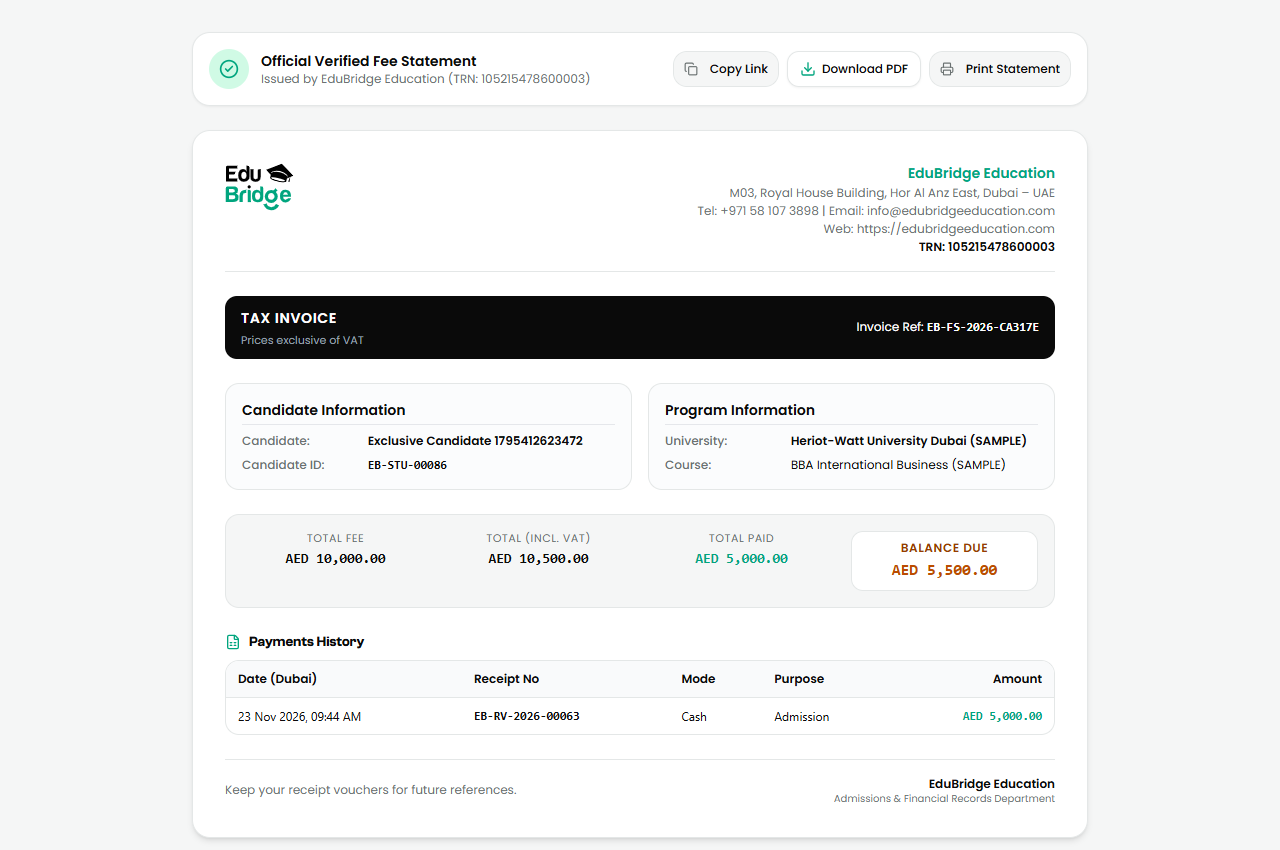 Official Verified Fee Statement
Issued by EduBridge Education (TRN: 105215478600003)
Copy Link
Download PDF
Print Statement
Edu
Bridge
EduBridge Education
M03, Royal House Building, Hor Al Anz East, Dubai – UAE
Tel: +971 58 107 3898 | Email: info@edubridgeeducation.com
Web: https://edubridgeeducation.com
TRN: 105215478600003
TAX INVOICE
Prices exclusive of VAT
Invoice Ref: EB-FS-2026-CA317E
Candidate Information
Candidate: Exclusive Candidate 1795412623472
Candidate ID: EB-STU-00086
Program Information
University: Heriot-Watt University Dubai (SAMPLE)
Course: BBA International Business (SAMPLE)
TOTAL FEE
AED 10,000.00
TOTAL (INCL. VAT)
AED 10,500.00
TOTAL PAID
AED 5,000.00
BALANCE DUE
AED 5,500.00
Payments History
Date (Dubai) Receipt No Mode Purpose Amount
23 Nov 2026, 09:44 AM EB-RV-2026-00063 Cash Admission AED 5,000.00
Keep your receipt vouchers for future references.
EduBridge Education
Admissions & Financial Records Department